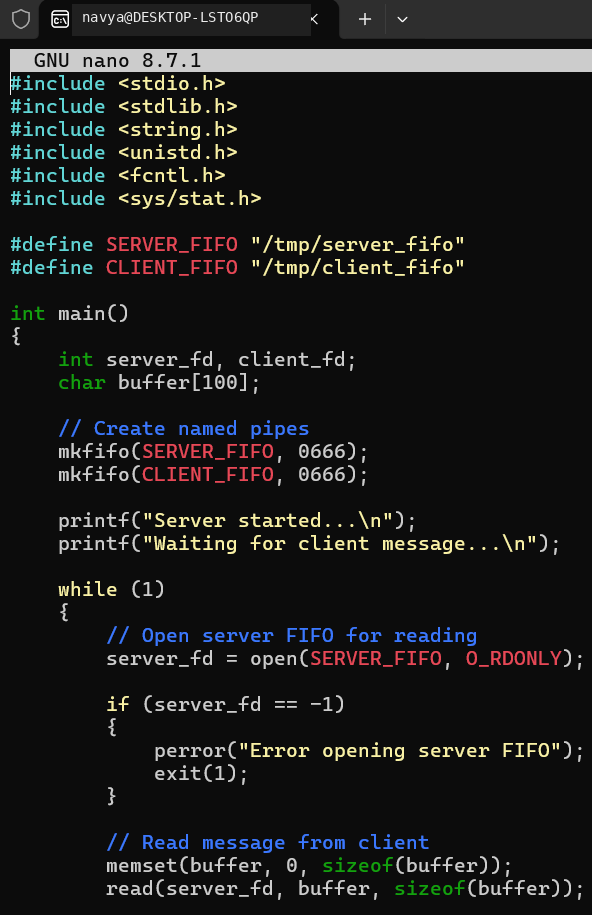 navya@DESKTOP-LSTO6QP
GNU nano 8.7.1
#include <stdio.h>
#include <stdlib.h>
#include <string.h>
#include <unistd.h>
#include <fcntl.h>
#include <sys/stat.h>

#define SERVER_FIFO "/tmp/server_fifo"
#define CLIENT_FIFO "/tmp/client_fifo"

int main()
{
    int server_fd, client_fd;
    char buffer[100];

    // Create named pipes
    mkfifo(SERVER_FIFO, 0666);
    mkfifo(CLIENT_FIFO, 0666);

    printf("Server started...\n");
    printf("Waiting for client message...\n");

    while (1)
    {
        // Open server FIFO for reading
        server_fd = open(SERVER_FIFO, O_RDONLY);

        if (server_fd == -1)
        {
            perror("Error opening server FIFO");
            exit(1);
        }

        // Read message from client
        memset(buffer, 0, sizeof(buffer));
        read(server_fd, buffer, sizeof(buffer));